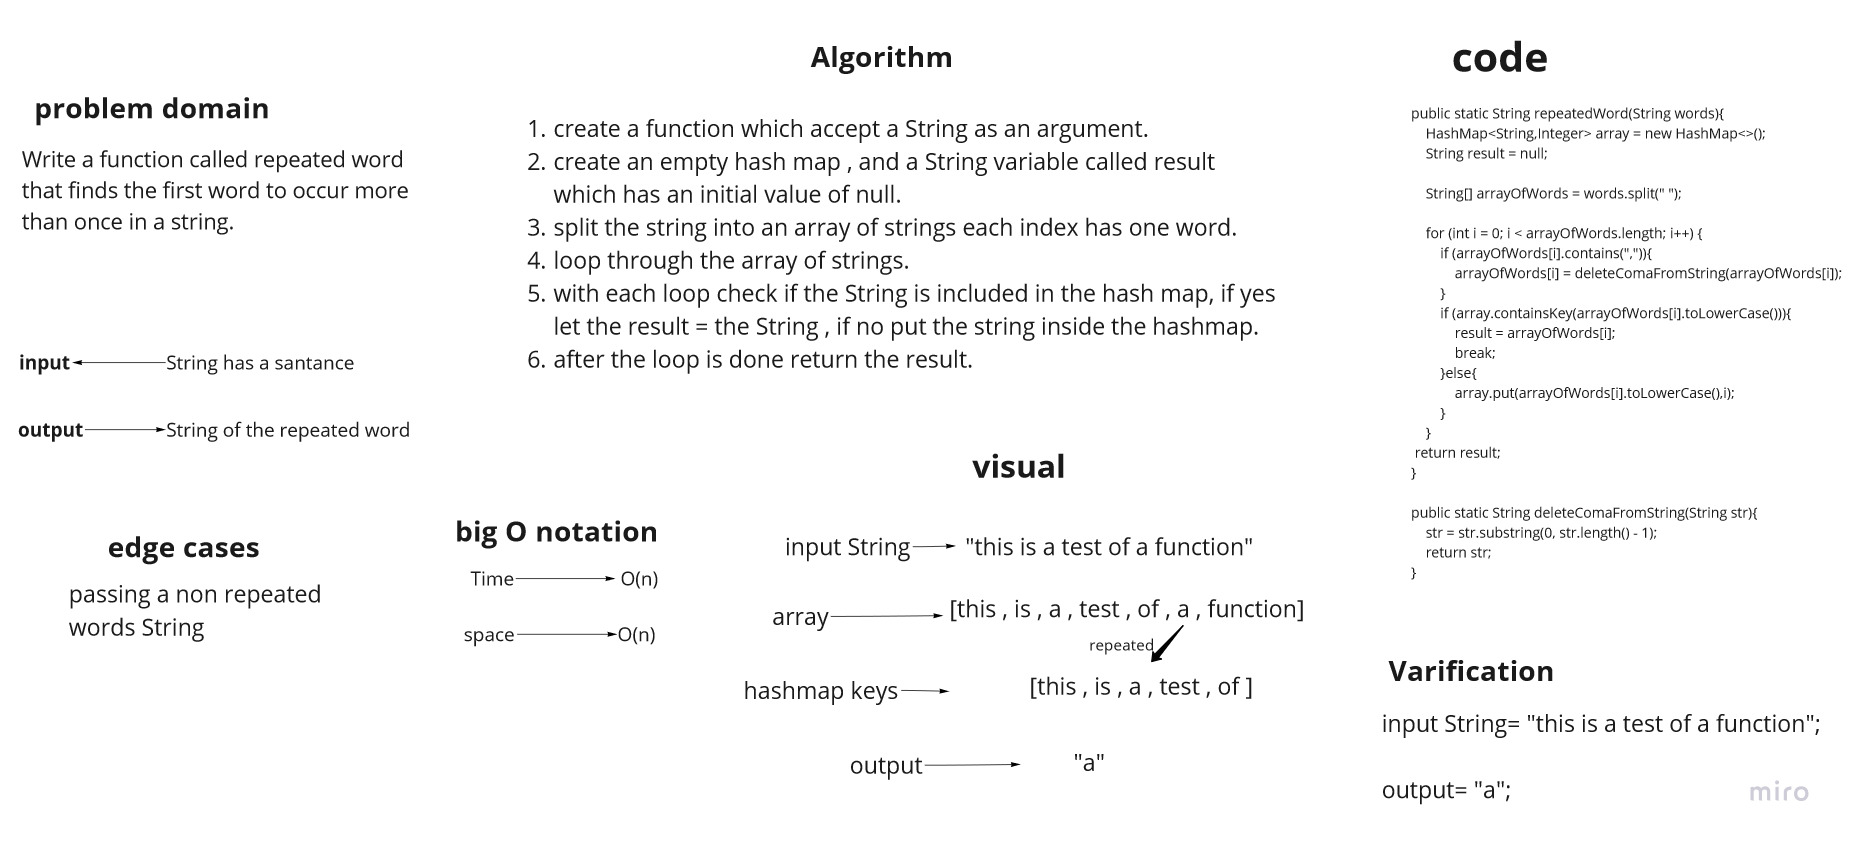 problem domain
Write a function called repeated word
that finds the first word to occur more
than once in a string.
input String has a santance
output String of the repeated word
edge cases
passing a non repeated
words String
Algorithm
1. create a function which accept a String as an argument.
2. create an empty hash map , and a String variable called result
which has an initial value of null.
3. split the string into an array of strings each index has one word.
4. loop through the array of strings.
5. with each loop check if the String is included in the hash map, if yes
let the result = the String , if no put the string inside the hashmap.
6. after the loop is done return the result.
big O notation
Time O(n)
space O(n)
visual
input String "this is a test of a function"
array [this , is , a , test , of , a , function]
repeated
hashmap keys [this , is , a , test , of ]
output "a"
code
public static String repeatedWord(String words){
HashMap<String,Integer> array = new HashMap<>();
String result = null;
String[] arrayOfWords = words.split(" ");
for (int i = 0; i < arrayOfWords.length; i++) {
if (arrayOfWords[i].contains(",")){
arrayOfWords[i] = deleteComaFromString(arrayOfWords[i]);
}
if (array.containsKey(arrayOfWords[i].toLowerCase())){
result = arrayOfWords[i];
break;
}else{
array.put(arrayOfWords[i].toLowerCase(),i);
}
}
return result;
}
public static String deleteComaFromString(String str){
str = str.substring(0, str.length() - 1);
return str;
}
Varification
input String= "this is a test of a function";
output= "a";
miro